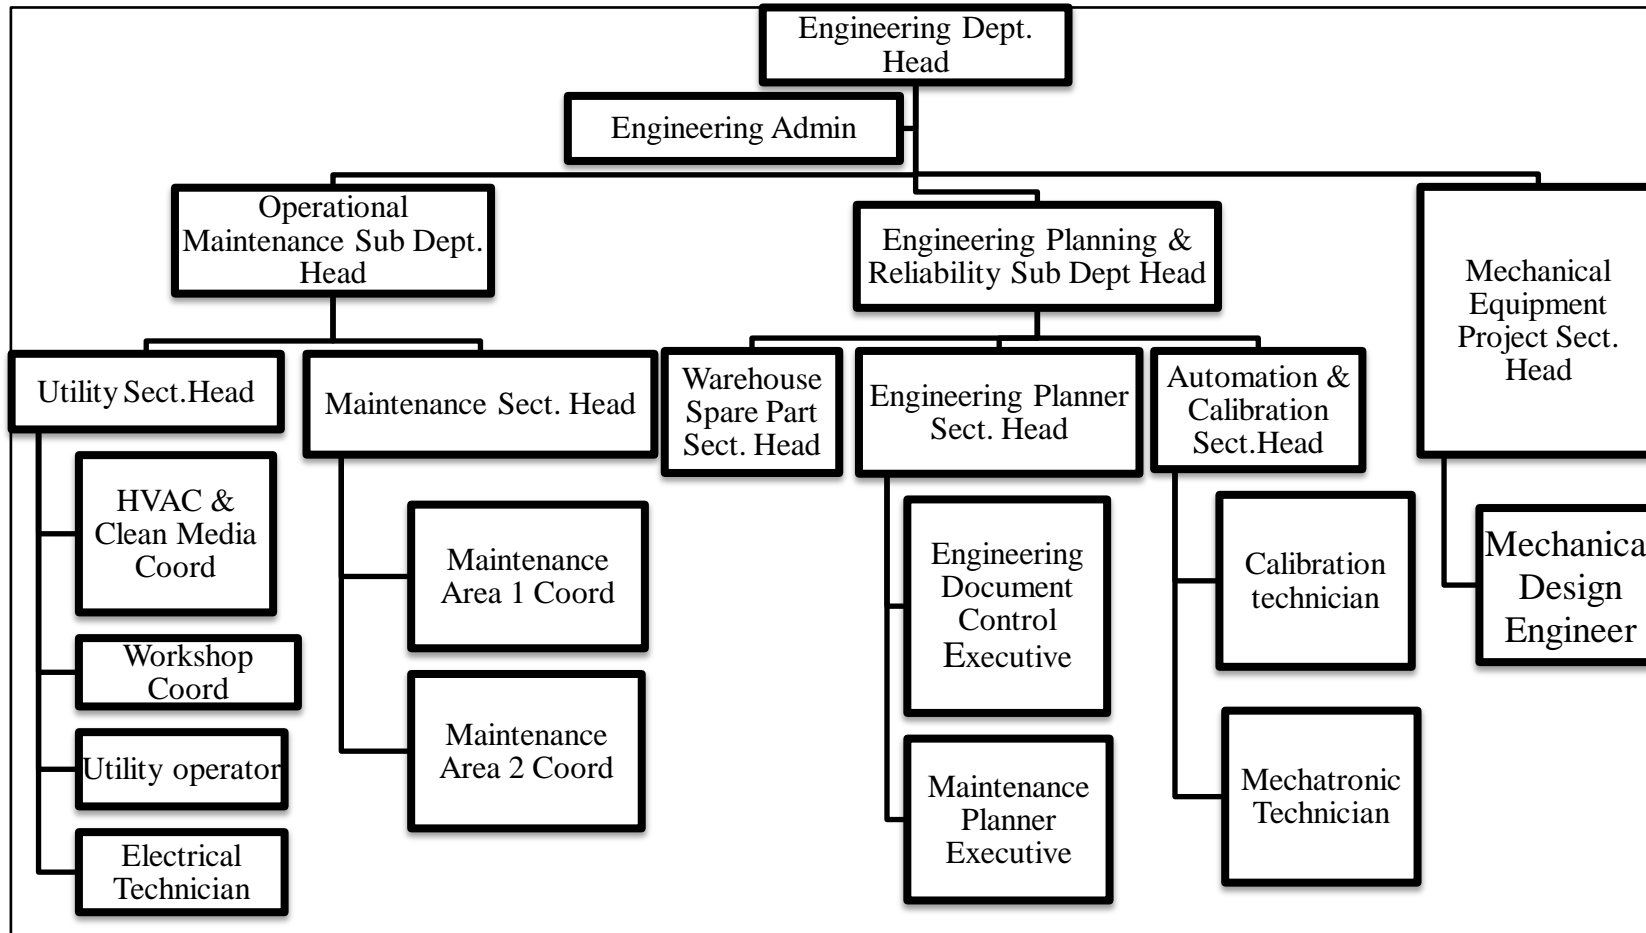 Engineering Dept.
Head
Engineering Admin
Operational
Maintenance Sub Dept.
Head
Engineering Planning &
Reliability Sub Dept Head
Mechanical
Equipment
Project Sect.
Head
Utility Sect.Head
Maintenance Sect. Head
Warehouse
Spare Part
Sect. Head
Engineering Planner
Sect. Head
Automation &
Calibration
Sect.Head
HVAC &
Clean Media
Coord
Workshop
Coord
Utility operator
Electrical
Technician
Maintenance
Area 1 Coord
Maintenance
Area 2 Coord
Engineering
Document
Control
Executive
Maintenance
Planner
Executive
Calibration
technician
Mechatronic
Technician
Mechanical
Design
Engineer